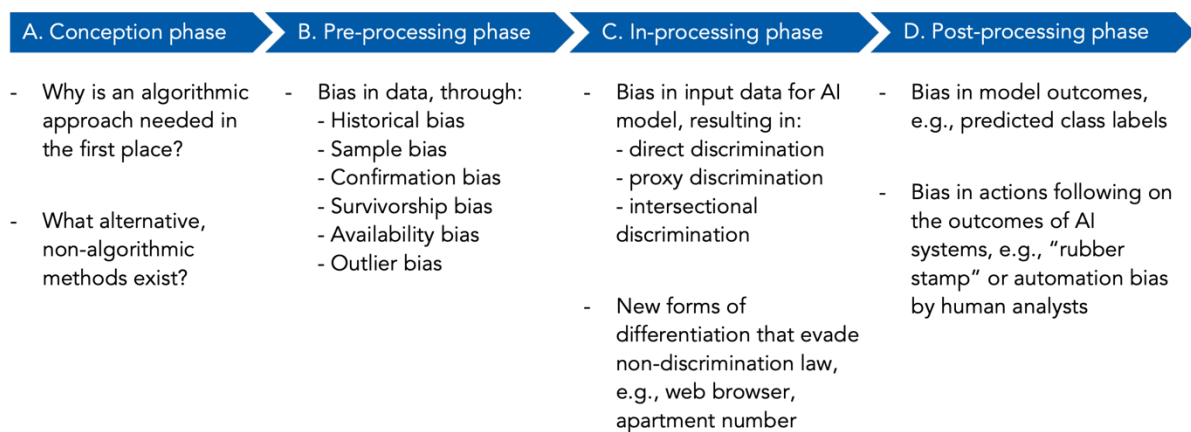 A. Conception phase
B. Pre-processing phase
C. In-processing phase
D. Post-processing phase
- Why is an algorithmic
approach needed in
the first place?
- What alternative,
non-algorithmic
methods exist?
- Bias in data, through:
- Historical bias
- Sample bias
- Confirmation bias
- Survivorship bias
- Availability bias
- Outlier bias
- Bias in input data for AI
model, resulting in:
- direct discrimination
- proxy discrimination
- intersectional
discrimination
- New forms of
differentiation that evade
non-discrimination law,
e.g., web browser,
apartment number
- Bias in model outcomes,
e.g., predicted class labels
- Bias in actions following on
the outcomes of AI
systems, e.g., “rubber
stamp” or automation bias
by human analysts